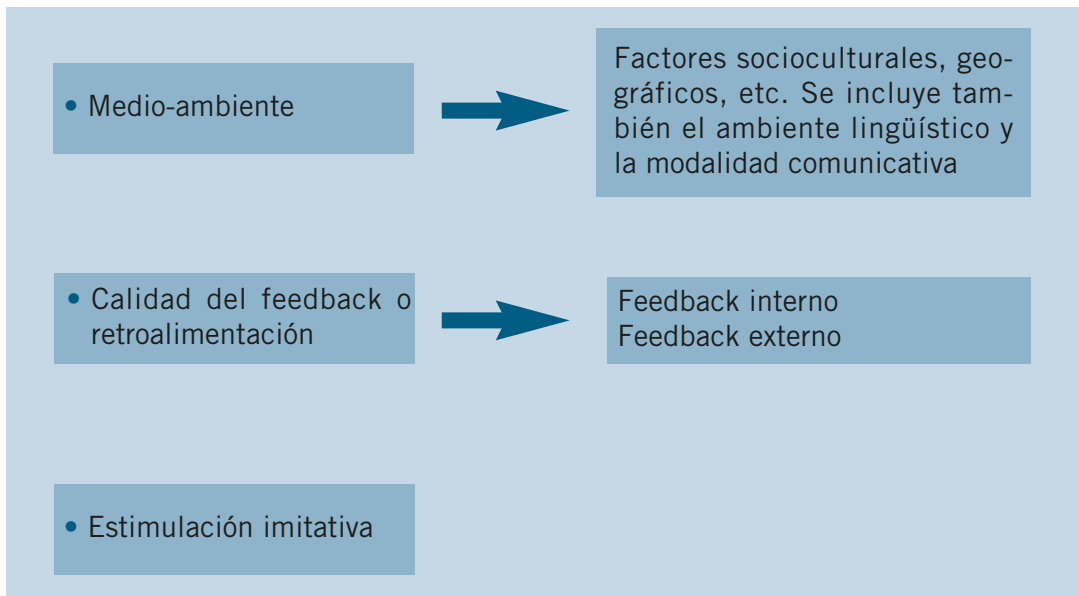 • Medio-ambiente
Factores socioculturales, geo-
gráficos, etc. Se incluye tam-
bién el ambiente lingüístico y
la modalidad comunicativa
• Calidad del feedback o
retroalimentación
Feedback interno
Feedback externo
• Estimulación imitativa